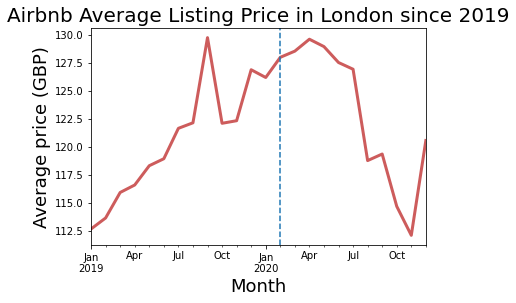 Airbnb Average Listing Price in London since 2019
Average price (GBP)
130.0
127.5
125.0
122.5
120.0
117.5
115.0
112.5
Jan Apr Jul Oct Jan Apr Jul Oct
2019 2020
Month